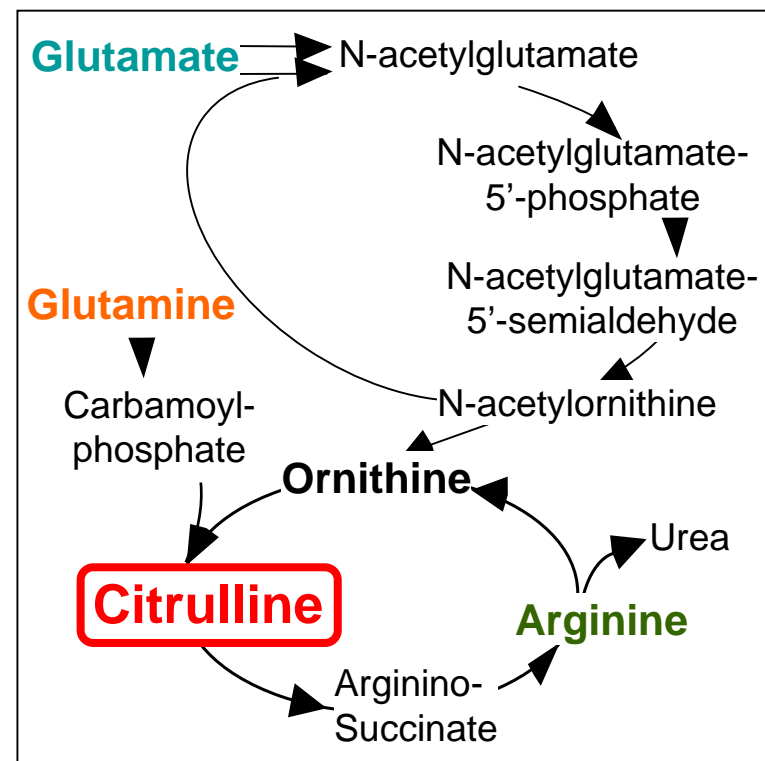 Glutamate
N-acetylglutamate
N-acetylglutamate-
5'-phosphate
N-acetylglutamate-
5'-semialdehyde
Glutamine
N-acetylornithine
Carbamoyl-
phosphate
Ornithine
Urea
Citrulline
Arginine
Arginino-
Succinate